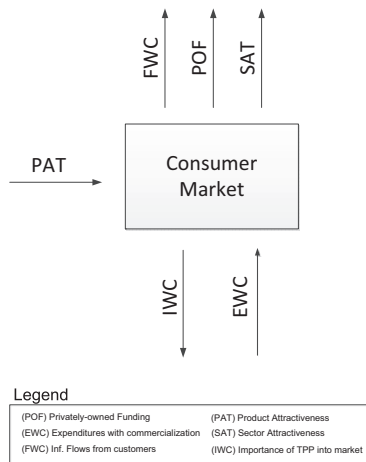 FWC
POF
SAT
PAT
Consumer
Market
IWC
EWC
Legend
(POF) Privately-owned Funding
(PAT) Product Attractiveness
(EWC) Expenditures with commercialization
(SAT) Sector Attractiveness
(FWC) Inf. Flows from customers
(IWC) Importance of TPP into market